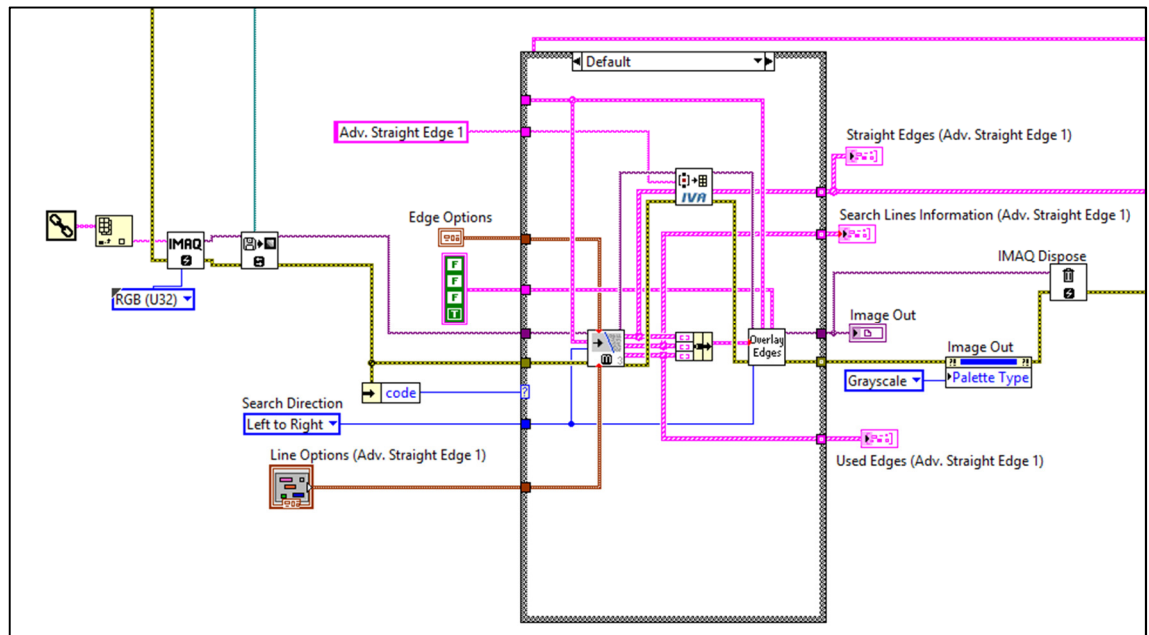 Default
Adv. Straight Edge 1
Straight Edges (Adv. Straight Edge 1)
IVA
Edge Options
Search Lines Information (Adv. Straight Edge 1)
IMAQ
IMAQ Dispose
F
F
F
T
RGB (U32)
Image Out
Overlay
Edges
Image Out
Palette Type
Grayscale
code
?
Search Direction
Left to Right
Line Options (Adv. Straight Edge 1)
Used Edges (Adv. Straight Edge 1)